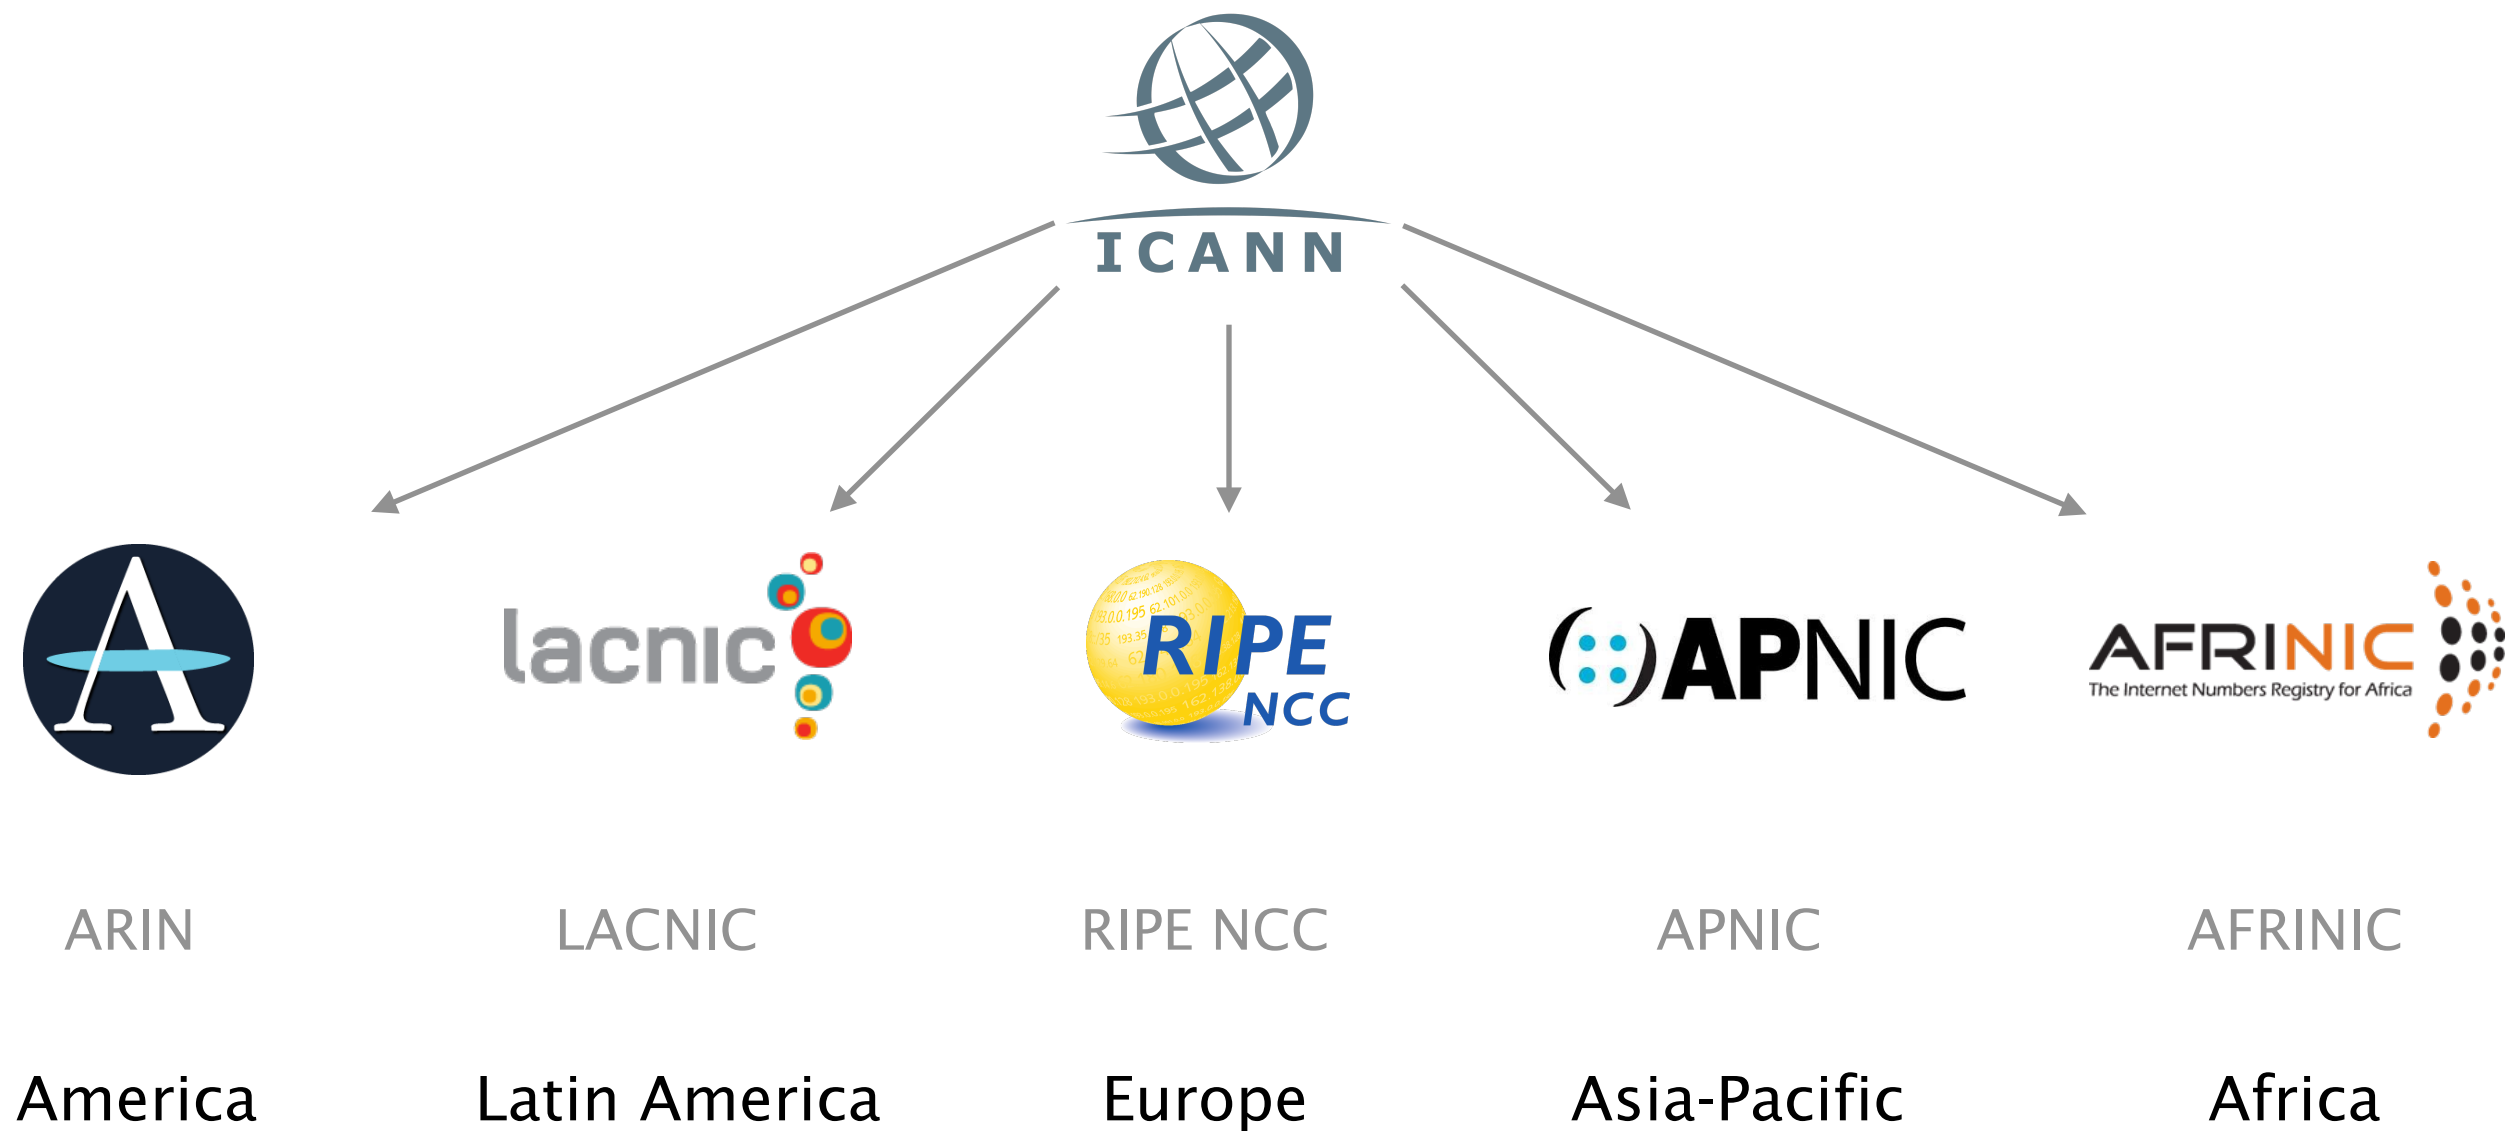 ICANN
lacnic
RIPE
NCC
APNIC
AFRINIC
The Internet Numbers Registry for Africa
ARIN
LACNIC
RIPE NCC
APNIC
AFRINIC
America
Latin America
Europe
Asia-Pacific
Africa